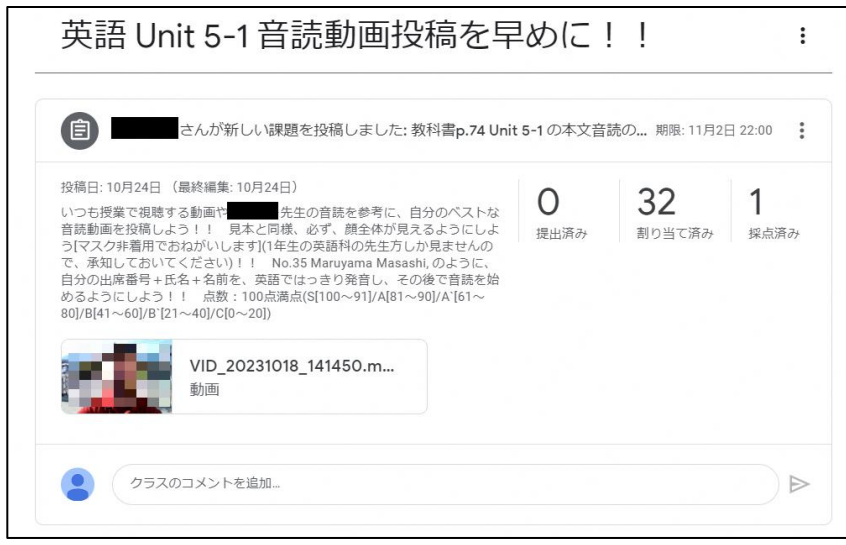 英語 Unit 5-1 音読動画投稿を早めに！！
さんが新しい課題を投稿しました: 教科書p.74 Unit 5-1 の本文音読の... 期限: 11月2日 22:00
投稿日: 10月24日 （最終編集: 10月24日）
いつも授業で視聴する動画や 先生の音読を参考に、自分のベストな
音読動画を投稿しよう！！　見本と同様、必ず、顔全体が見えるようにしよ
う[マスク非着用でおねがいします](1年生の英語科の先生方しか見ませんの
で、承知しておいてください)！！　No.35 Maruyama Masashi, のように、
自分の出席番号＋氏名＋名前を、英語ではっきり発音し、その後で音読を始
めるようにしよう！！　点数：100点満点(S[100～91]/A[81～90]/A`[61～
80]/B[41～60]/B`[21～40]/C[0～20])
0
提出済み
32
割り当て済み
1
採点済み
VID_20231018_141450.m...
動画
クラスのコメントを追加...